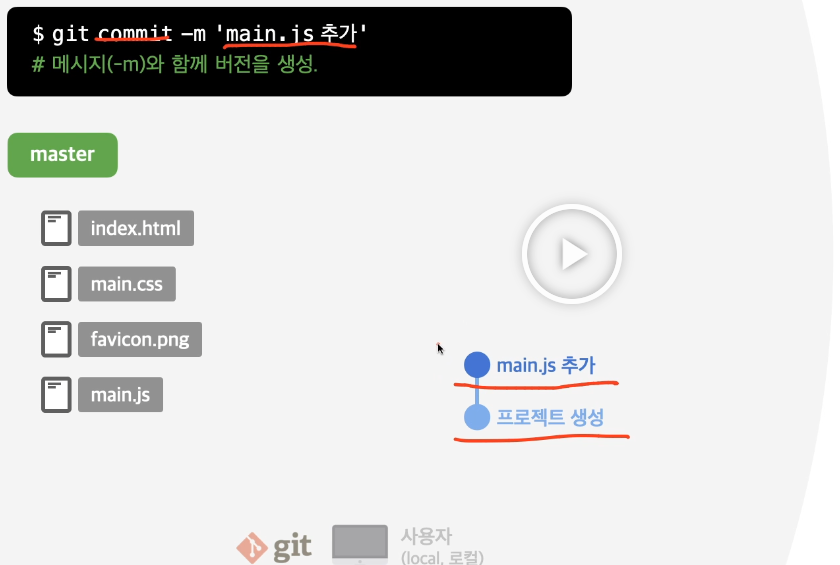 $ git commit -m 'main.js 추가'
# 메시지(-m)와 함께 버전을 생성.
master
index.html
main.css
favicon.png
main.js
main.js 추가
프로젝트 생성
git
사용자
(local, 로컬)